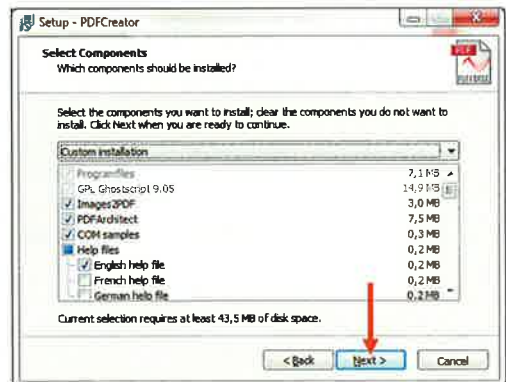 Setup - PDFCreator
Select Components
Which components should be installed?
PDF
Select the components you want to install; clear the components you do not want to
install. Click Next when you are ready to continue.
Custom installation
Programfiles 7,1 MB
GPL Ghostscript 9.05 14,9 MB
Images2PDF 3,0 MB
PDFArchitect 7,5 MB
COM samples 0,3 MB
Help files 0,2 MB
English help file 0,2 MB
French help file 0,2 MB
German help file 0,2 MB
Current selection requires at least 43,5 MB of disk space.
< Back Next > Cancel